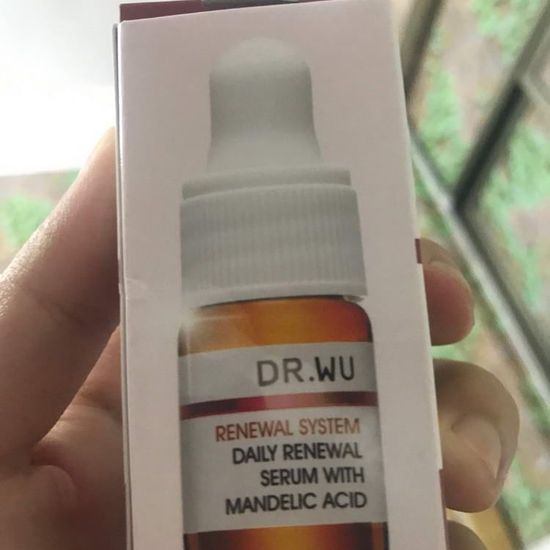 DR.WU
RENEWAL SYSTEM
DAILY RENEWAL
SERUM WITH
MANDELIC ACID